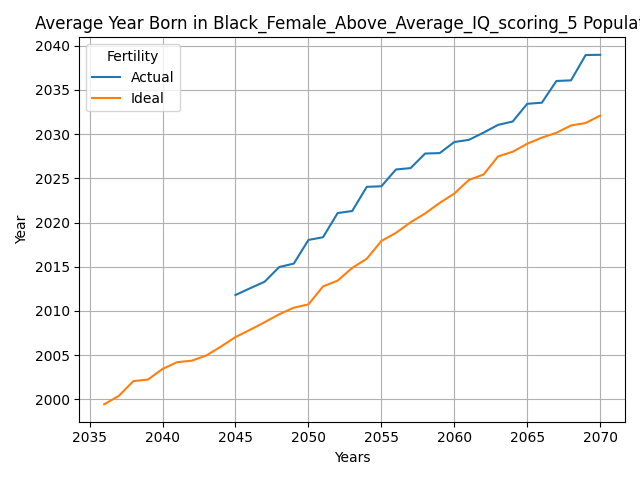 Average Year Born in Black_Female_Above_Average_IQ_scoring_5 Populat
Fertility
Actual
Ideal
2040
2035
2030
2025
2020
2015
2010
2005
2000
Year
2035 2040 2045 2050 2055 2060 2065 2070
Years